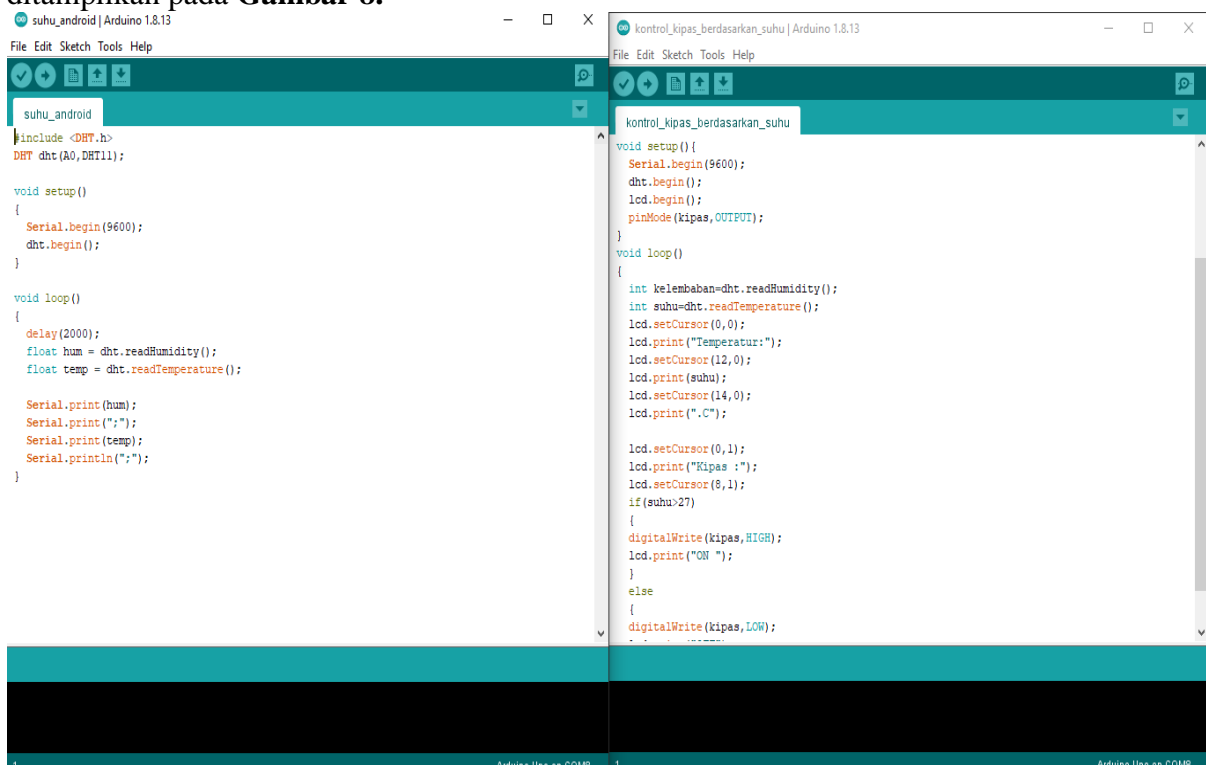 ditampilkan pada Gambar 8.
suhu_android | Arduino 1.8.13
File Edit Sketch Tools Help
suhu_android
#include <DHT.h>
DHT dht(A0,DHT11);
void setup()
{
Serial.begin(9600);
dht.begin();
}
void loop()
{
delay(2000);
float hum = dht.readHumidity();
float temp = dht.readTemperature();
Serial.print(hum);
Serial.print(";");
Serial.print(temp);
Serial.println(";");
}
1
Arduino Uno on COM8
kontrol_kipas_berdasarkan_suhu | Arduino 1.8.13
File Edit Sketch Tools Help
kontrol_kipas_berdasarkan_suhu
void setup(){
Serial.begin(9600);
dht.begin();
lcd.begin();
pinMode(kipas,OUTPUT);
}
void loop()
{
int kelembaban=dht.readHumidity();
int suhu=dht.readTemperature();
lcd.setCursor(0,0);
lcd.print("Temperatur:");
lcd.setCursor(12,0);
lcd.print(suhu);
lcd.setCursor(14,0);
lcd.print(".C");
lcd.setCursor(0,1);
lcd.print("Kipas :");
lcd.setCursor(8,1);
if(suhu>27)
{
digitalWrite(kipas,HIGH);
lcd.print("ON ");
}
else
{
digitalWrite(kipas,LOW);
1
Arduino Uno on COM8